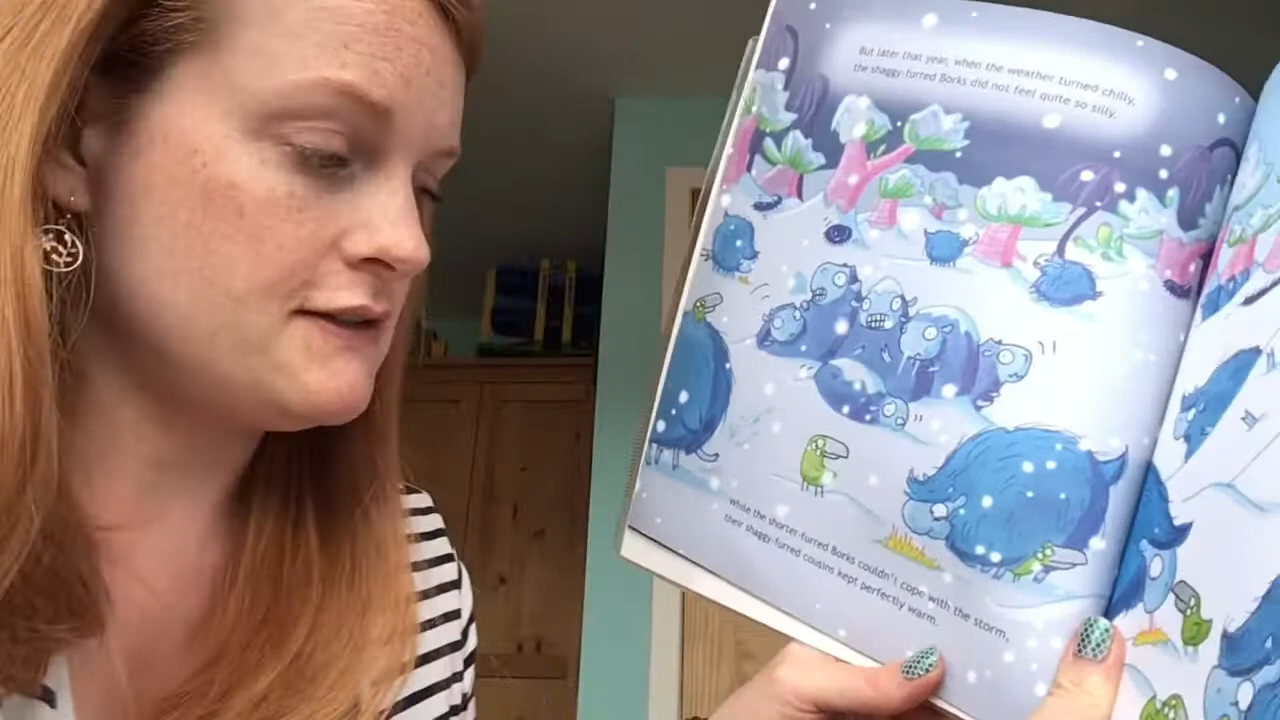 But later that year, when the weather turned chilly,
the shaggy-furred Borks did not feel quite so silly.
While the shorter-furred Borks couldn't cope with the storm,
their shaggy-furred cousins kept perfectly warm.